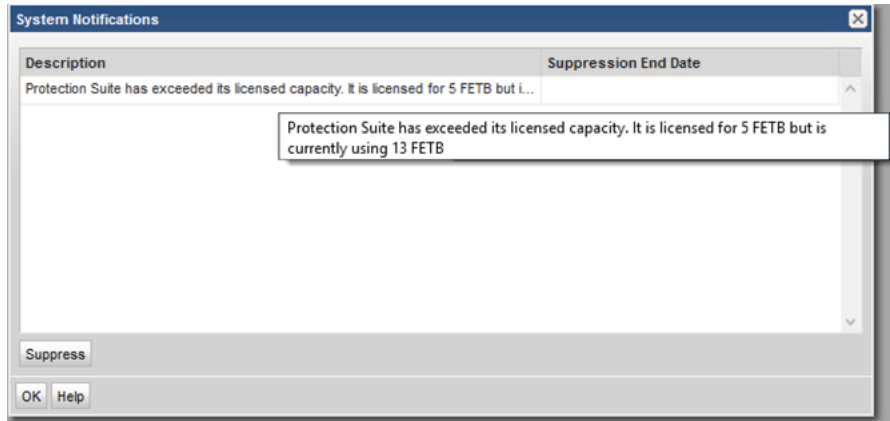 System Notifications
Description Suppression End Date
Protection Suite has exceeded its licensed capacity. It is licensed for 5 FETB but i...
Protection Suite has exceeded its licensed capacity. It is licensed for 5 FETB but is
currently using 13 FETB
Suppress
OK Help